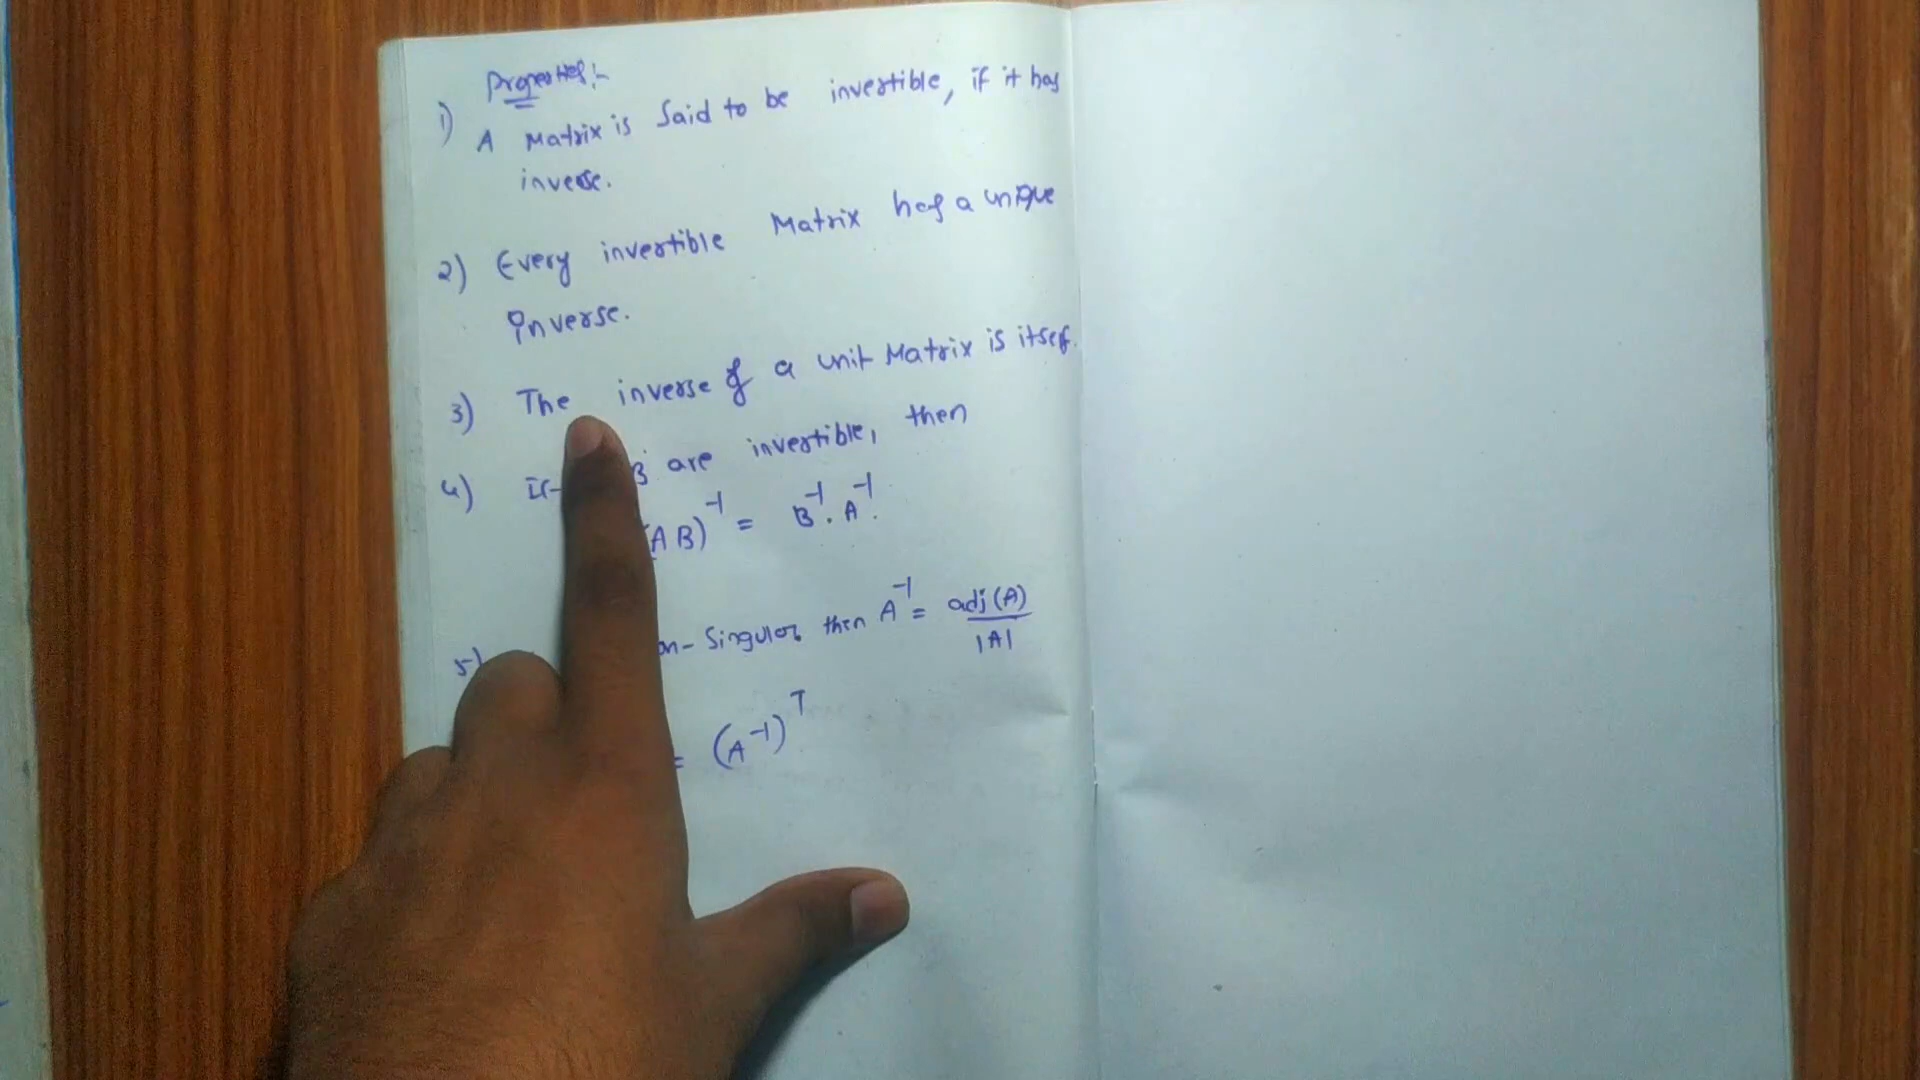 Properties:-
1) A Matrix is said to be invertible, if it has
inverse.
2) Every invertible Matrix has a unique
inverse.
3) The inverse of a unit Matrix is itself.
4) If B are invertible, then
(AB)⁻¹ = B⁻¹. A⁻¹.
5) Singular then A⁻¹ = adj(A)/|A|
= (A⁻¹)ᵀ